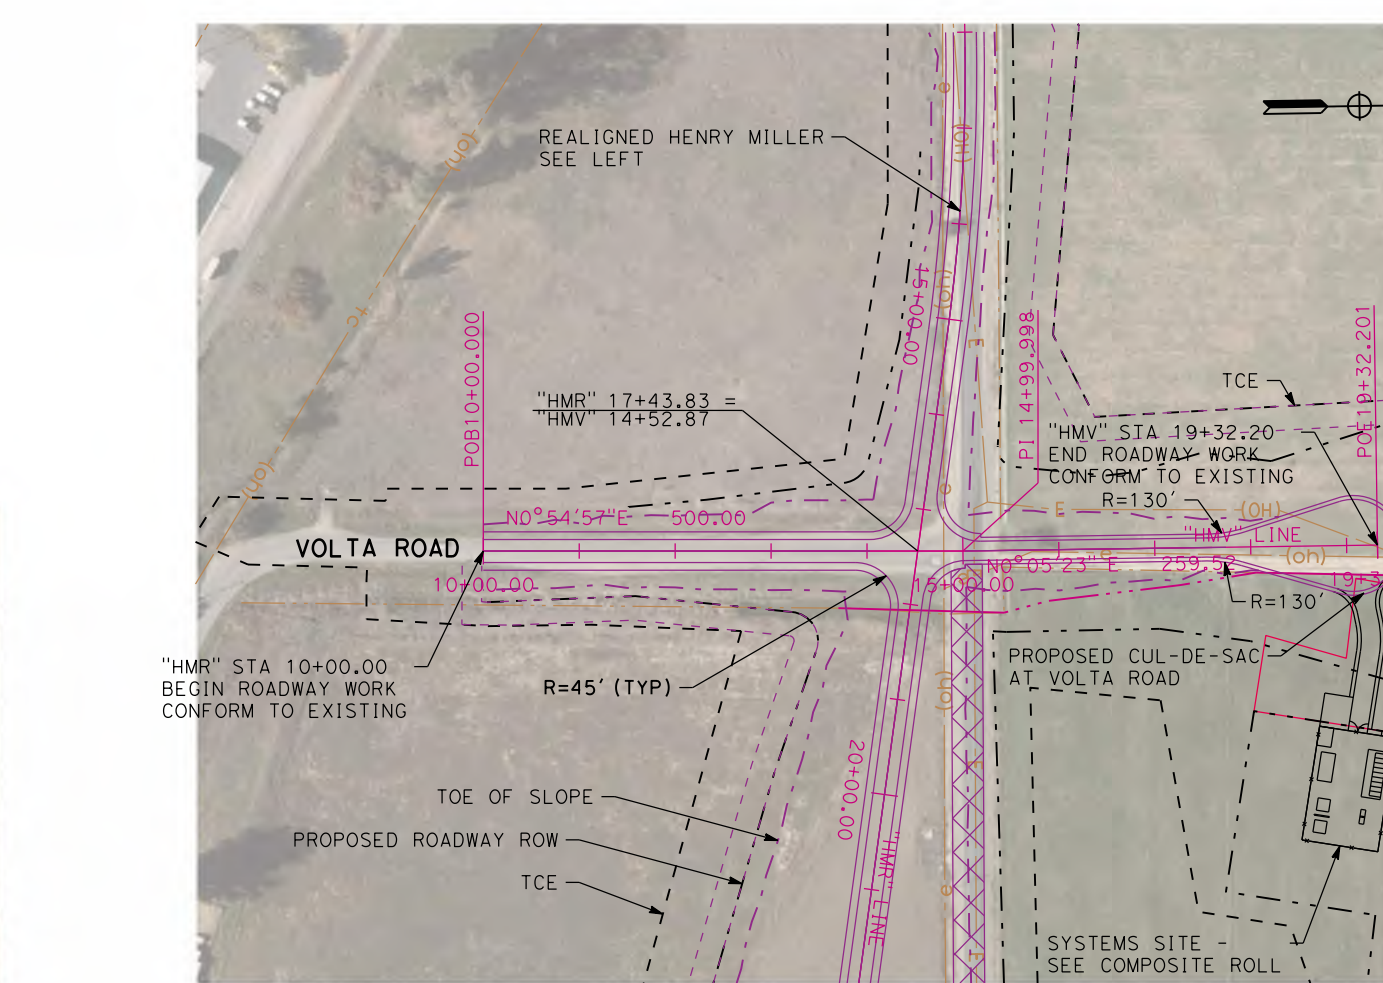 REALIGNED HENRY MILLER
SEE LEFT
(oh)
(oh)
(oh)
tc
e
(OH)
(OH)
15+00.00
E
POB10+00.000
PI 14+99.998
POE19+32.201
"HMR" 17+43.83 =
"HMV" 14+52.87
TCE
"HMV" STA 19+32.20
END ROADWAY WORK
CONFORM TO EXISTING
R=130'
e
E
(OH)
N0°54'57"E 500.00
"HMV" LINE
VOLTA ROAD
e
(oh)
N0°05'23" E 259.52
10+00.00
15+00.00
19+3
R=130'
"HMR" STA 10+00.00
BEGIN ROADWAY WORK
CONFORM TO EXISTING
R=45' (TYP)
PROPOSED CUL-DE-SAC
AT VOLTA ROAD
(oh)
20+00.00
E
TOE OF SLOPE
PROPOSED ROADWAY ROW
TCE
"HMR" LINE
e
E
SYSTEMS SITE -
SEE COMPOSITE ROLL